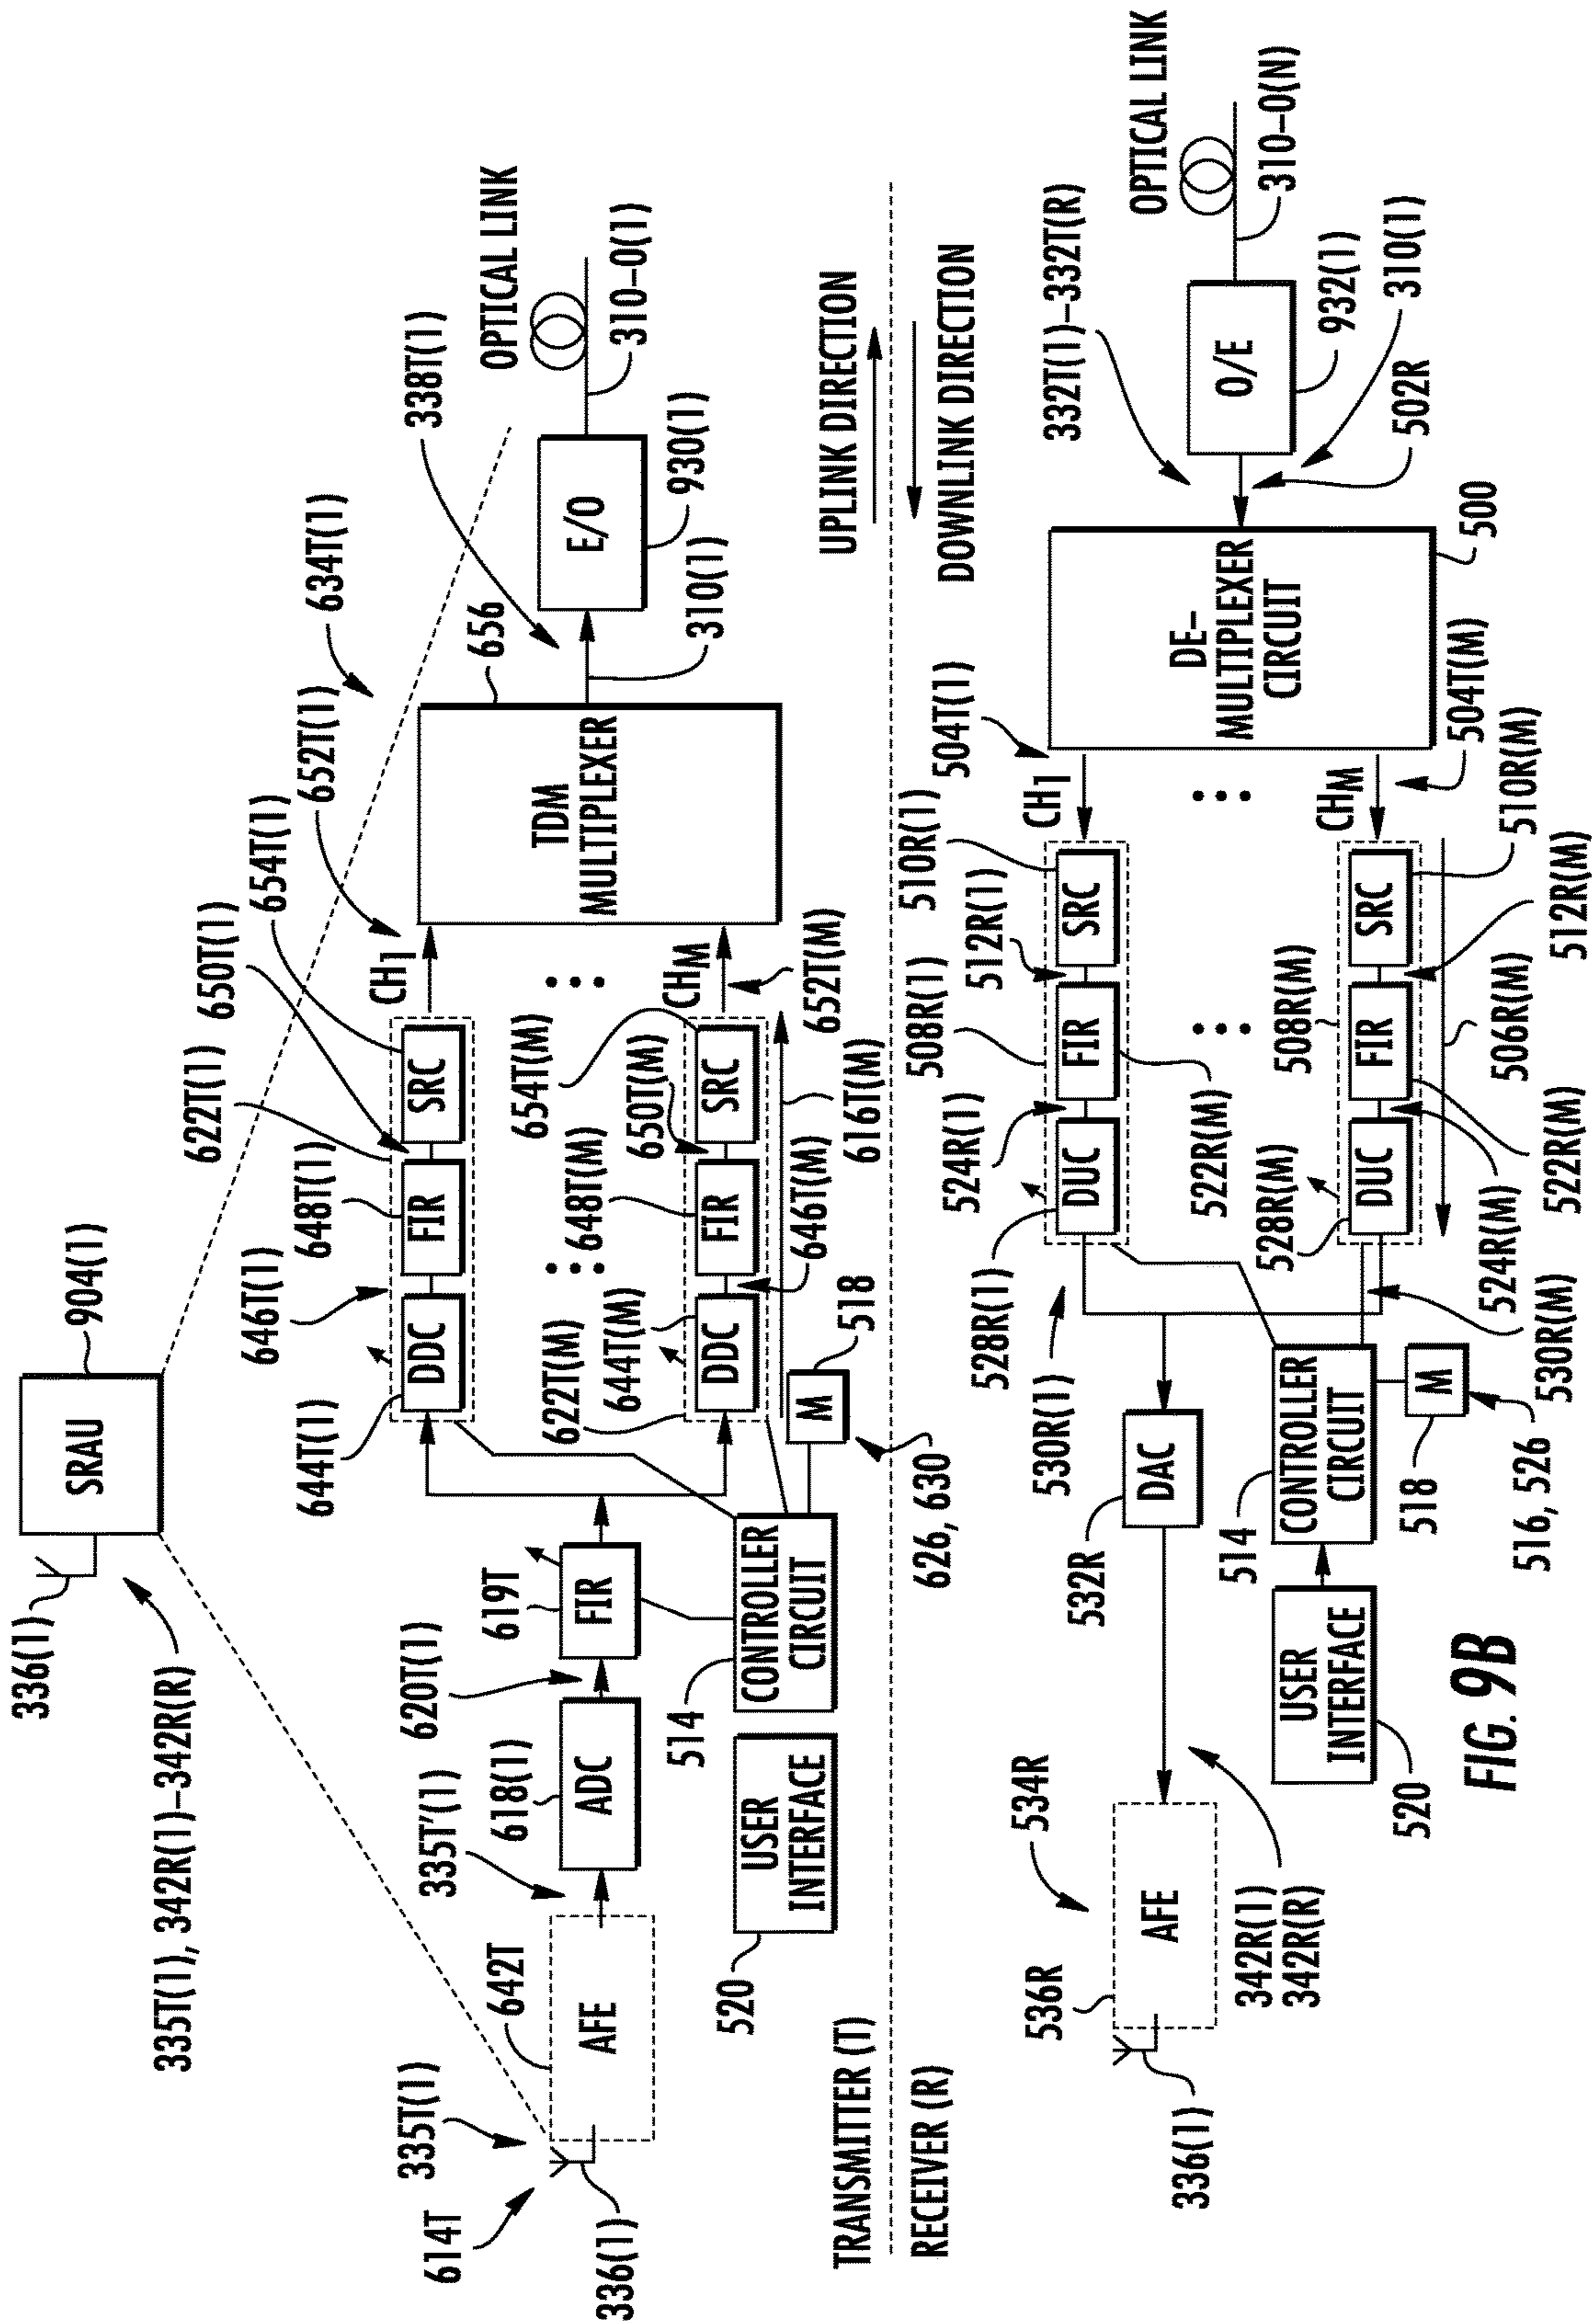 336(1)
SRAU
904(1)
335T(1), 342R(1)–342R(R)
614T
335T(1)
336(1)
642T
AFE
335T'(1)
618(1)
ADC
620T(1)
619T
FIR
644T(1)
646T(1)
648T(1)
622T(1)
650T(1)
654T(1)
652T(1)
634T(1)
DDC
FIR
SRC
CH1
656
TDM
MULTIPLEXER
338T(1)
E/O
930(1)
310(1)
OPTICAL LINK
310–O(1)
622T(M)
644T(M)
648T(M)
654T(M)
650T(M)
DDC
FIR
SRC
CHM
652T(M)
646T(M)
616T(M)
518
M
626, 630
514
CONTROLLER
CIRCUIT
USER
INTERFACE
520
UPLINK DIRECTION
TRANSMITTER (T)
RECEIVER (R)
DOWNLINK DIRECTION
332T(1)–332T(R)
OPTICAL LINK
310–O(N)
O/E
932(1)
310(1)
502R
DE–
MULTIPLEXER
CIRCUIT
500
504T(1)
CH1
CHM
504T(M)
510R(1)
512R(1)
508R(1)
524R(1)
528R(1)
530R(1)
DUC
FIR
SRC
522R(M)
508R(M)
528R(M)
DUC
FIR
SRC
510R(M)
512R(M)
506R(M)
522R(M)
524R(M)
530R(M)
532R
DAC
534R
536R
AFE
336(1)
342R(1)
342R(R)
514
CONTROLLER
CIRCUIT
M
518
516, 526
USER
INTERFACE
520
FIG. 9B